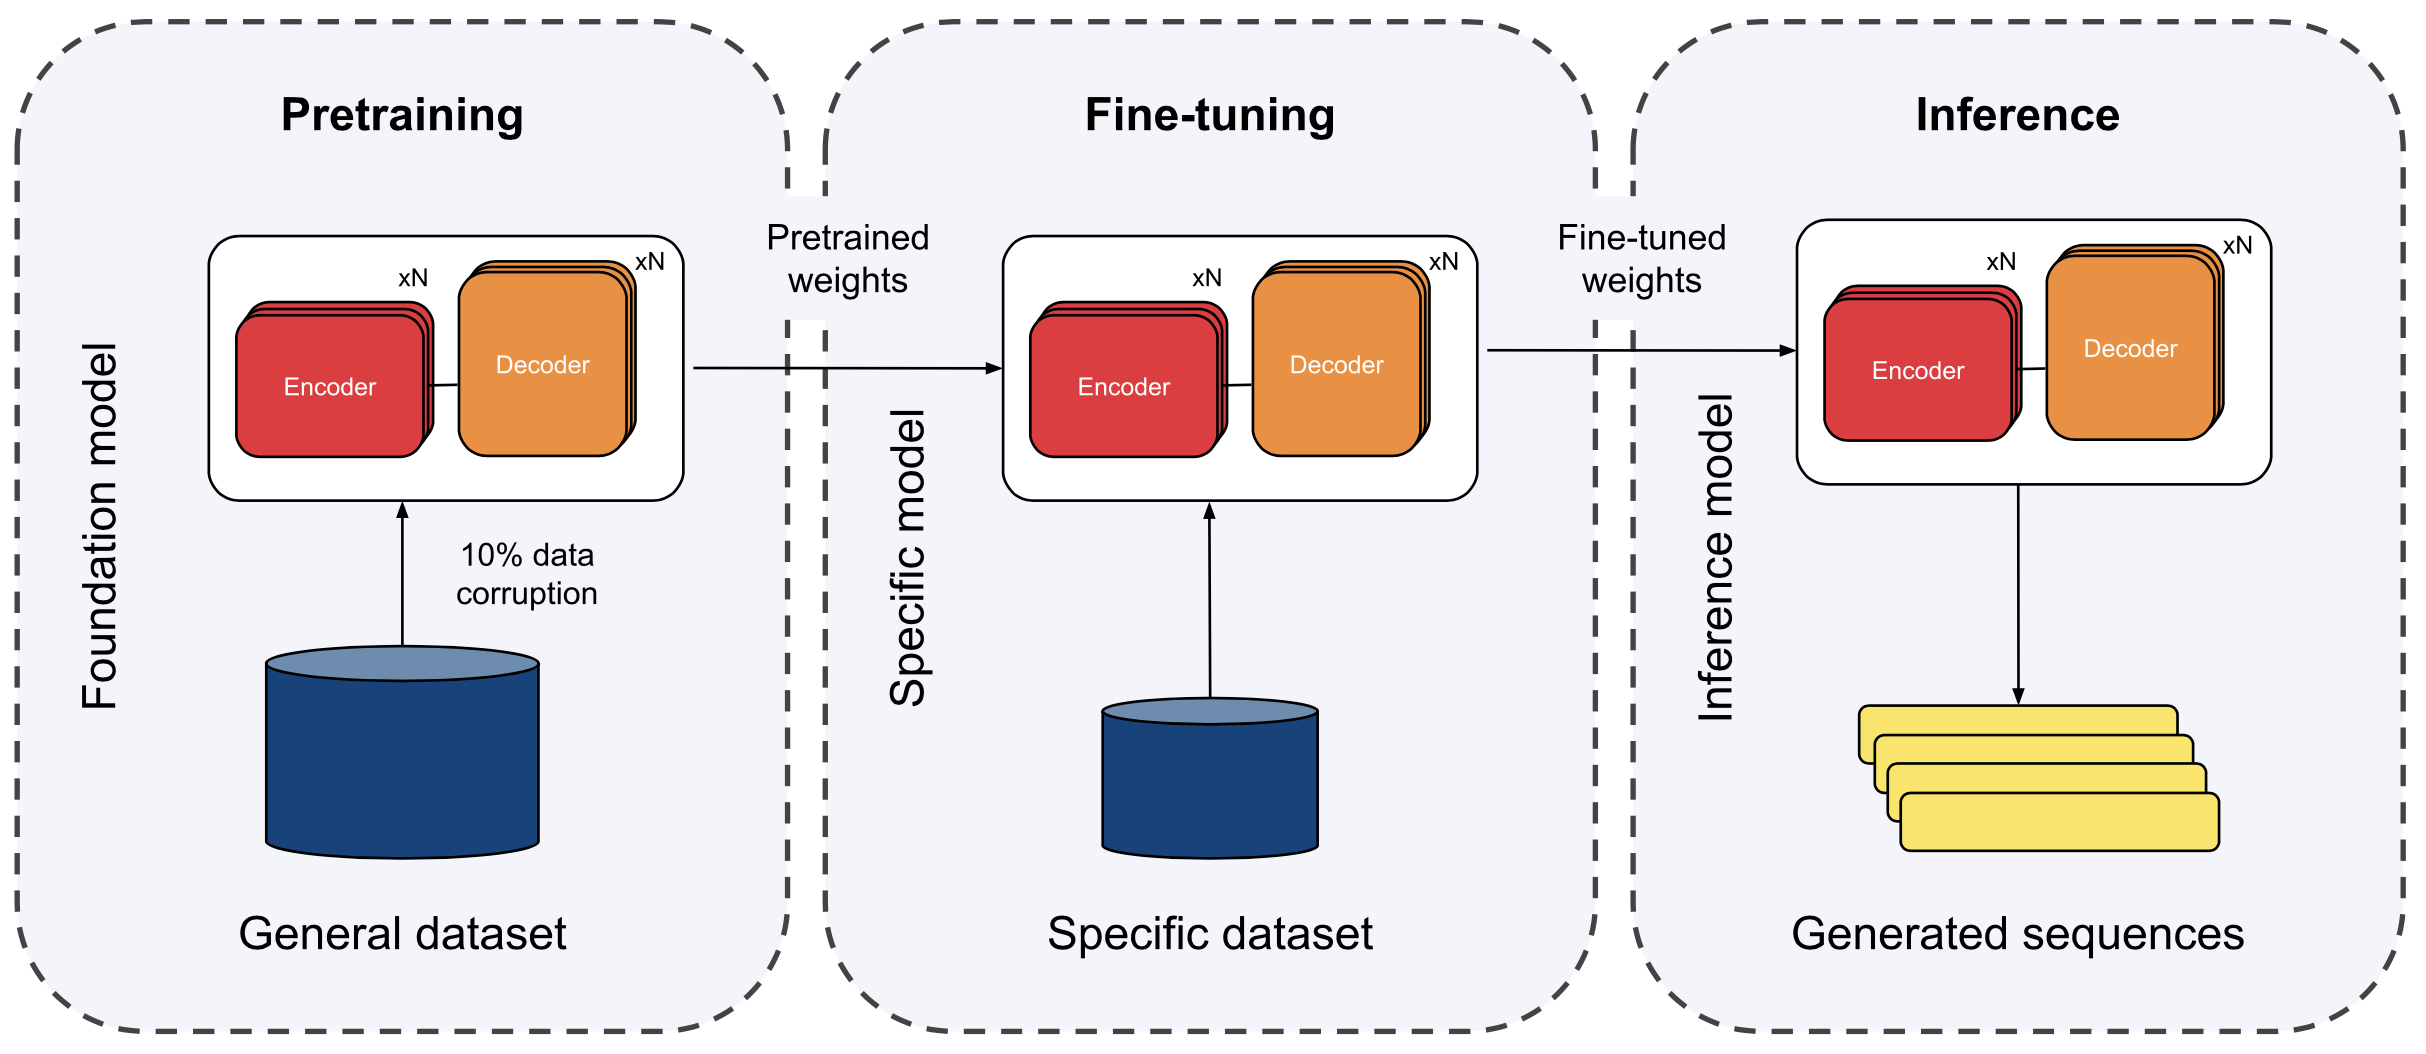 Pretraining
Foundation model
xN
xN
Encoder
Decoder
10% data
corruption
General dataset
Pretrained
weights
Fine-tuning
Specific model
xN
xN
Encoder
Decoder
Specific dataset
Fine-tuned
weights
Inference
Inference model
xN
xN
Encoder
Decoder
Generated sequences